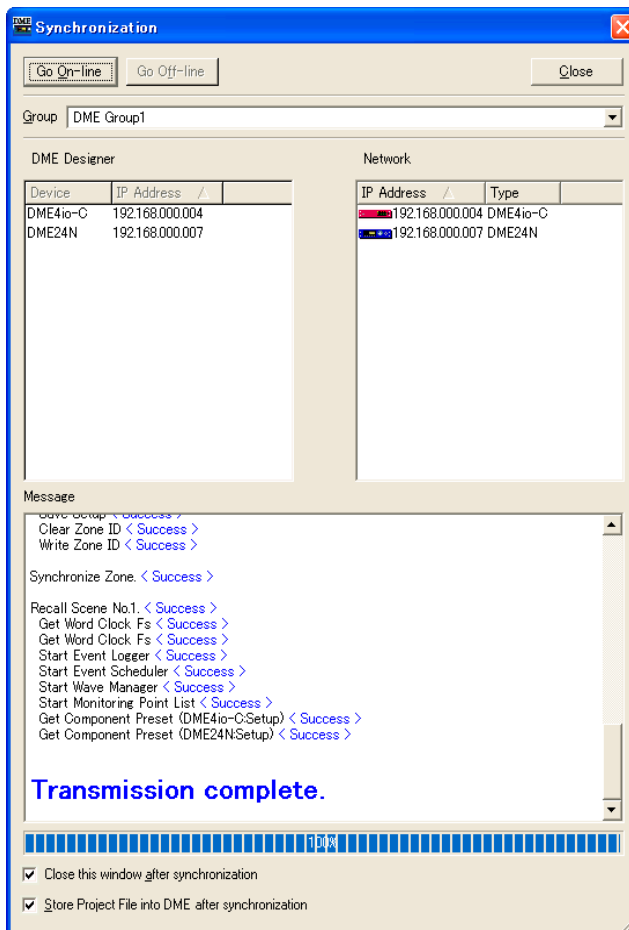 DME Synchronization
Go On-line Go Off-line Close
Group DME Group1
DME Designer Network
Device IP Address IP Address Type
DME4io-C 192.168.000.004 192.168.000.004 DME4io-C
DME24N 192.168.000.007 192.168.000.007 DME24N
Message
Save Setup < Success >
Clear Zone ID < Success >
Write Zone ID < Success >
Synchronize Zone. < Success >
Recall Scene No.1. < Success >
Get Word Clock Fs < Success >
Get Word Clock Fs < Success >
Start Event Logger < Success >
Start Event Scheduler < Success >
Start Wave Manager < Success >
Start Monitoring Point List < Success >
Get Component Preset (DME4io-C:Setup) < Success >
Get Component Preset (DME24N:Setup) < Success >
Transmission complete.
100%
Close this window after synchronization
Store Project File into DME after synchronization